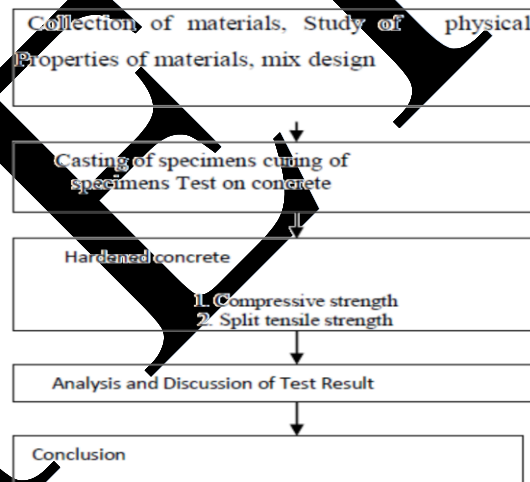 Collection of materials, Study of physical
Properties of materials, mix design
Casting of specimens curing of
specimens Test on concrete
Hardened concrete
1. Compressive strength
2. Split tensile strength
Analysis and Discussion of Test Result
Conclusion